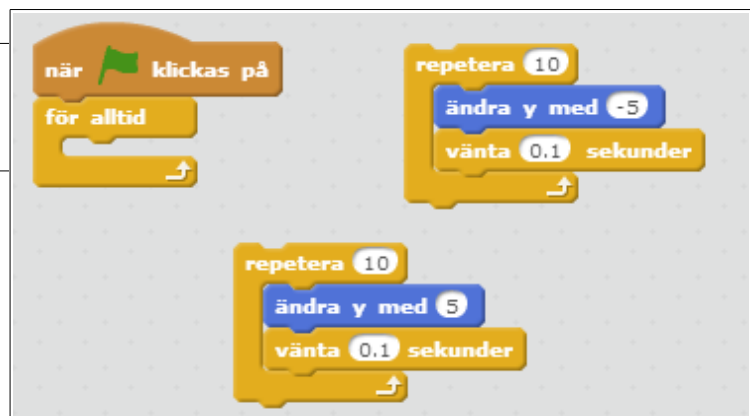 när klickas på
för alltid
repetera 10
ändra y med -5
vänta 0.1 sekunder
repetera 10
ändra y med 5
vänta 0.1 sekunder